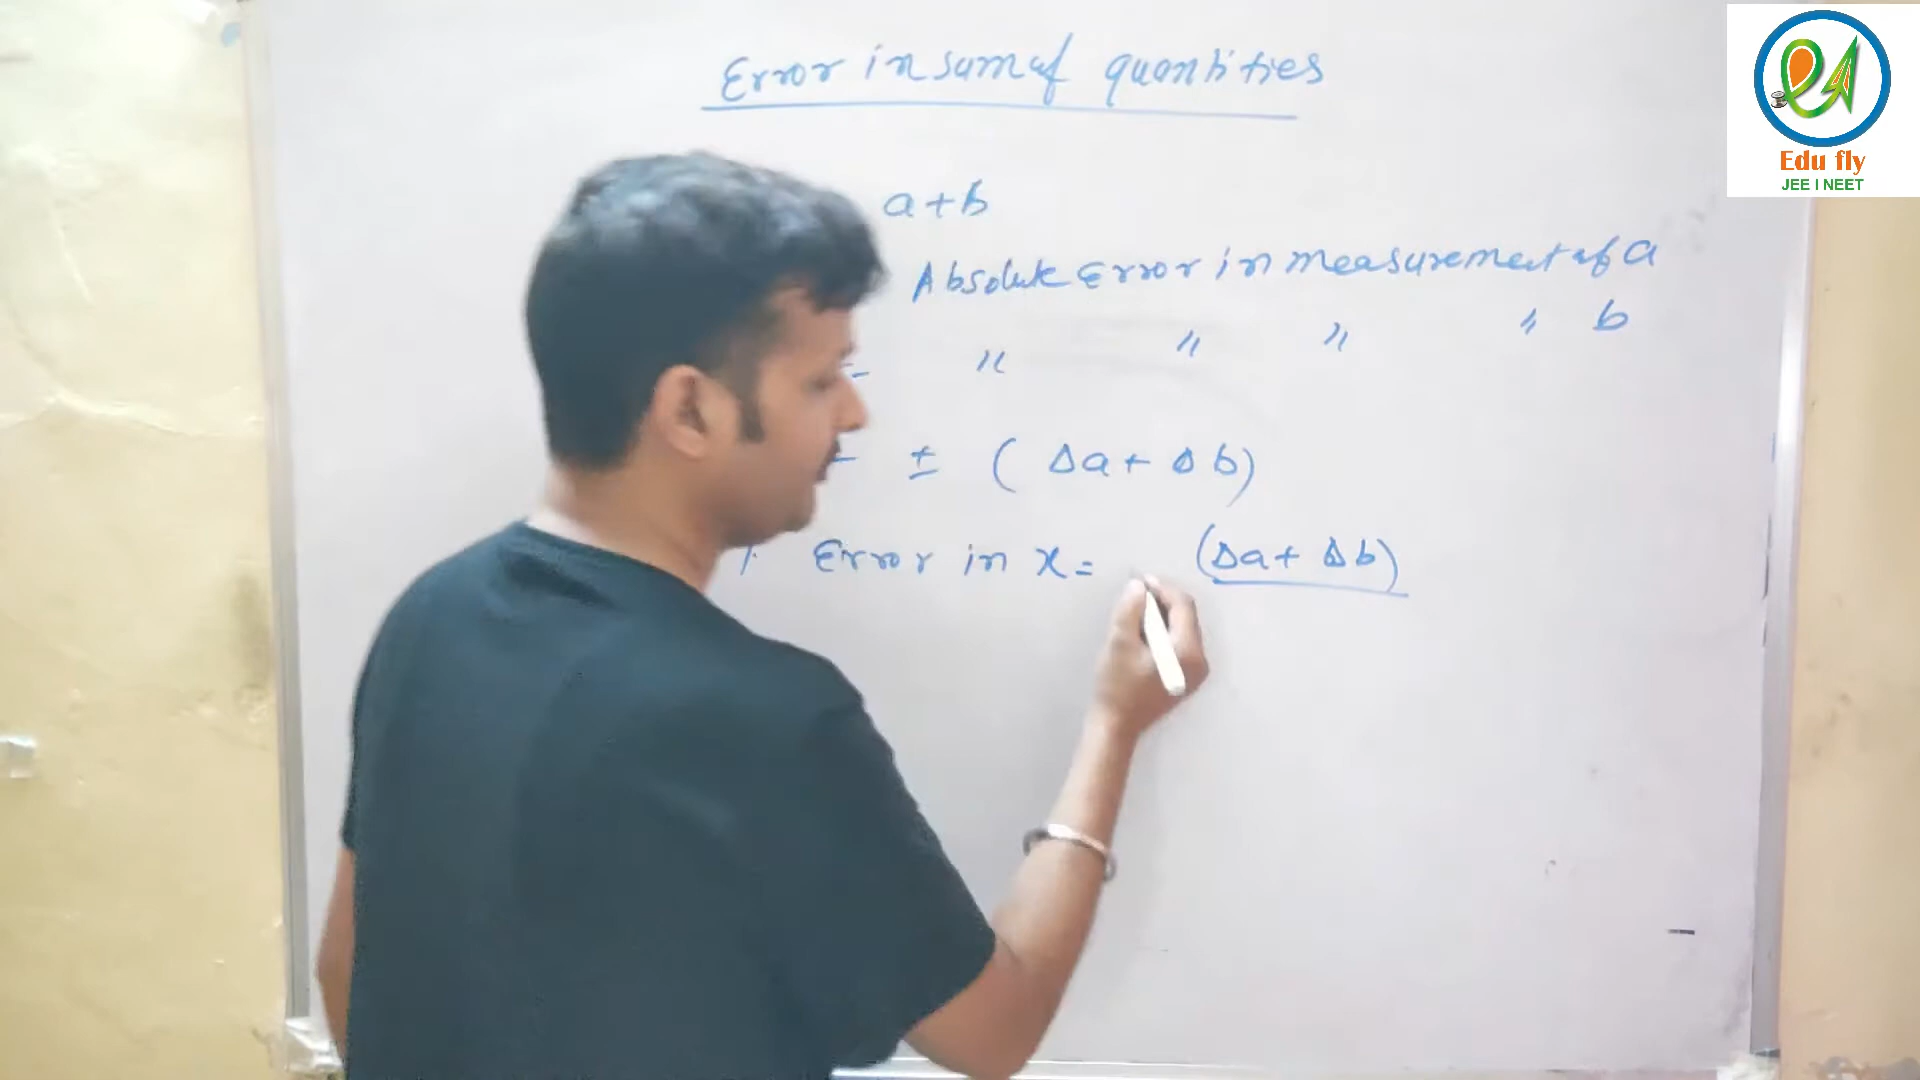 Error in sum of quantities
a+b
Absolute Error in measurement of a
= " " " " b
= ± ( Δa + Δb)
% Error in x = (Δa + Δb)
Edu fly
JEE I NEET